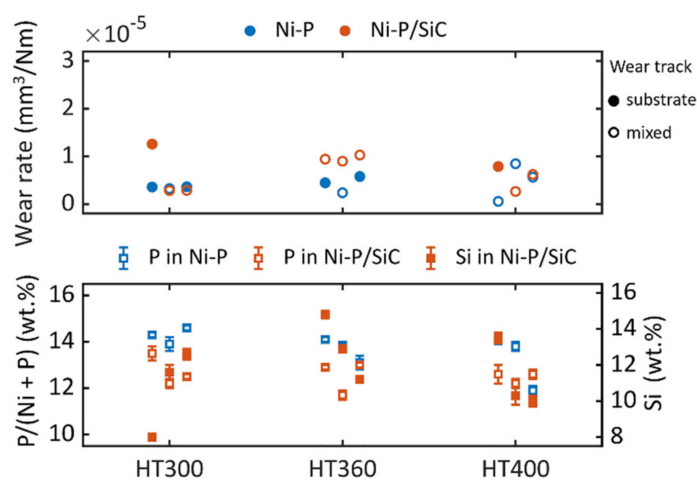 ×10⁻⁵
Ni-P Ni-P/SiC
Wear rate (mm³/Nm)
3
2
1
0
Wear track
substrate
mixed
P in Ni-P P in Ni-P/SiC Si in Ni-P/SiC
P/(Ni + P) (wt.%)
16
14
12
10
16
14
12
10
8
Si (wt.%)
HT300 HT360 HT400